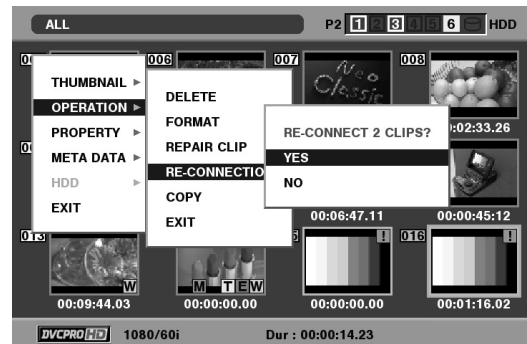 ALL
P2 1 2 3 4 5 6 HDD
006
007
008
Neo
Classic
THUMBNAIL
OPERATION
PROPERTY
META DATA
HDD
EXIT
DELETE
FORMAT
REPAIR CLIP
RE-CONNECTIO
COPY
EXIT
RE-CONNECT 2 CLIPS?
YES
NO
:02:33.26
00:06:47.11
00:00:45:12
013
016
!
!
W
M T E W
00:09:44.03
00:00:00.00
00:00:00.00
00:01:16.02
DVCPRO HD
1080/60i
Dur : 00:00:14.23